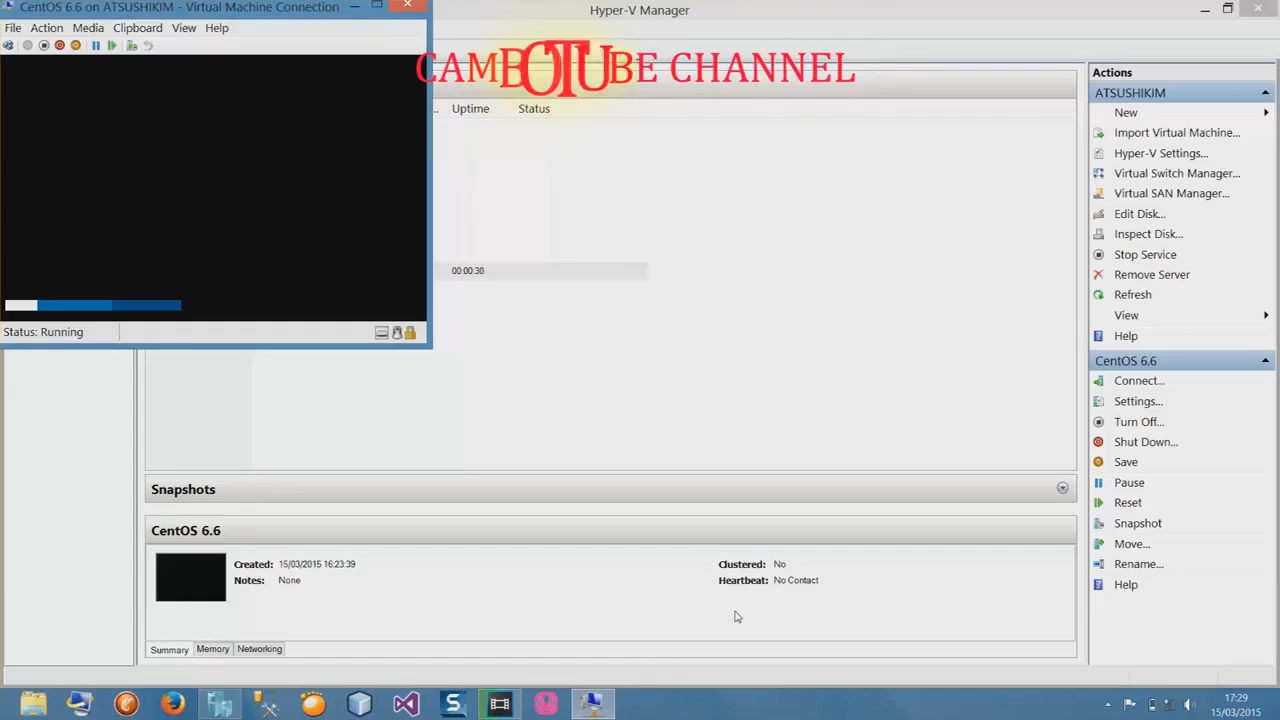 CentOS 6.6 on ATSUSHIKIM - Virtual Machine Connection
Hyper-V Manager
File Action Media Clipboard View Help
CAMBOTUBE CHANNEL
.. Uptime Status
00:00:30
Status: Running
Snapshots
CentOS 6.6
Created: 15/03/2015 16:23:39
Notes: None
Clustered: No
Heartbeat: No Contact
Summary Memory Networking
Actions
ATSUSHIKIM
New
Import Virtual Machine...
Hyper-V Settings...
Virtual Switch Manager...
Virtual SAN Manager...
Edit Disk...
Inspect Disk...
Stop Service
Remove Server
Refresh
View
Help
CentOS 6.6
Connect...
Settings...
Turn Off...
Shut Down...
Save
Pause
Reset
Snapshot
Move...
Rename...
Help
17:29
15/03/2015